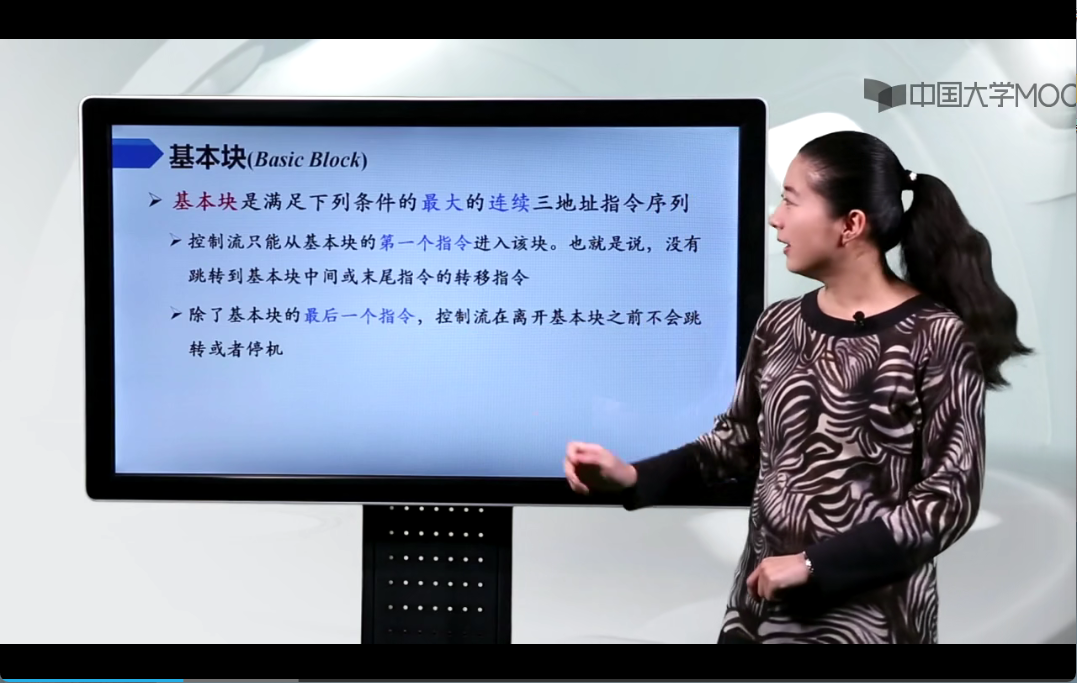 中国大学MOO
基本块(Basic Block)
基本块是满足下列条件的最大的连续三地址指令序列
控制流只能从基本块的第一个指令进入该块。也就是说，没有
跳转到基本块中间或末尾指令的转移指令
除了基本块的最后一个指令，控制流在离开基本块之前不会跳
转或者停机